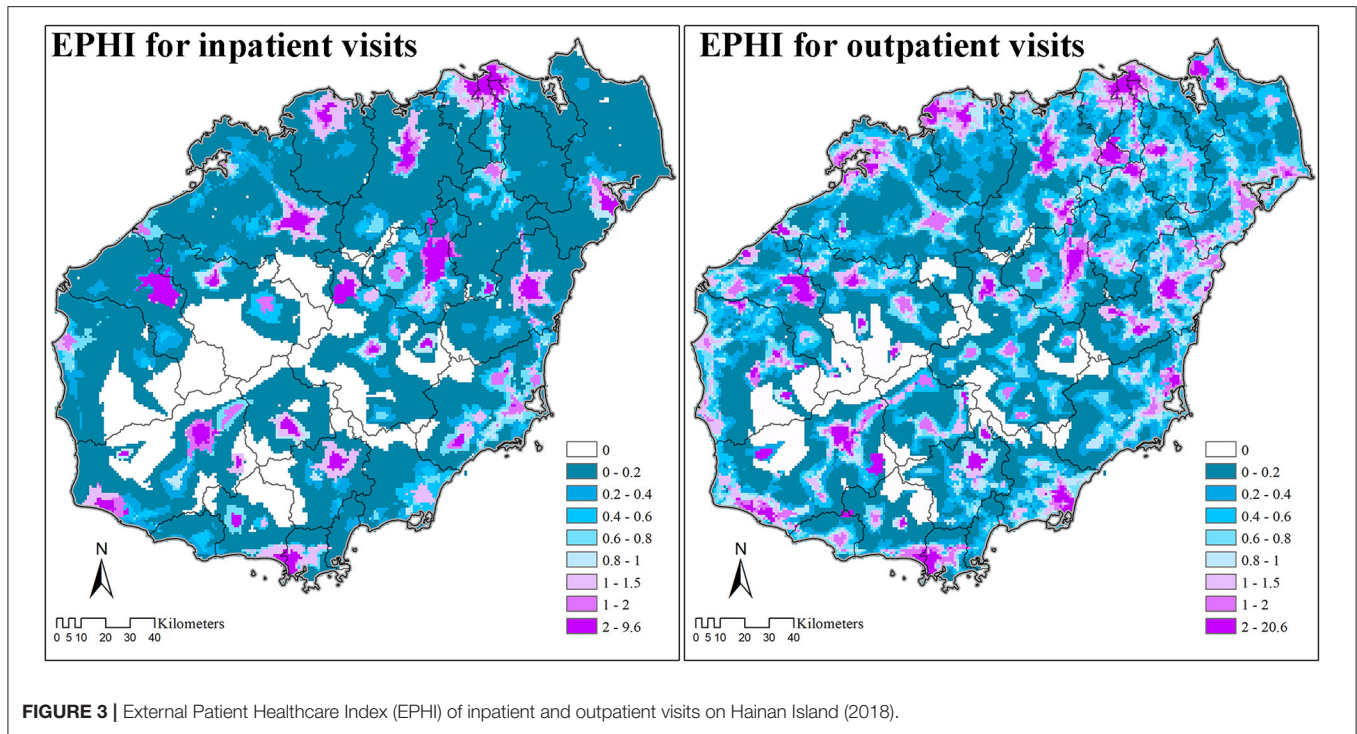 EPHI for inpatient visits
0
0 - 0.2
0.2 - 0.4
0.4 - 0.6
0.6 - 0.8
0.8 - 1
1 - 1.5
1 - 2
2 - 9.6
N
Kilometers
0 5 10 20 30 40
EPHI for outpatient visits
0
0 - 0.2
0.2 - 0.4
0.4 - 0.6
0.6 - 0.8
0.8 - 1
1 - 1.5
1 - 2
2 - 20.6
N
Kilometers
0 5 10 20 30 40
FIGURE 3 | External Patient Healthcare Index (EPHI) of inpatient and outpatient visits on Hainan Island (2018).